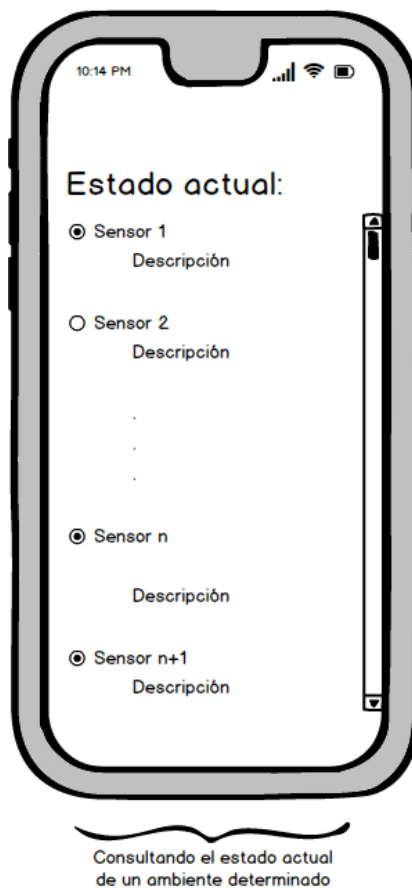 10:14 PM
Estado actual:
Sensor 1
Descripción
Sensor 2
Descripción
.
.
.
Sensor n
Descripción
Sensor n+1
Descripción
Consultando el estado actual
de un ambiente determinado